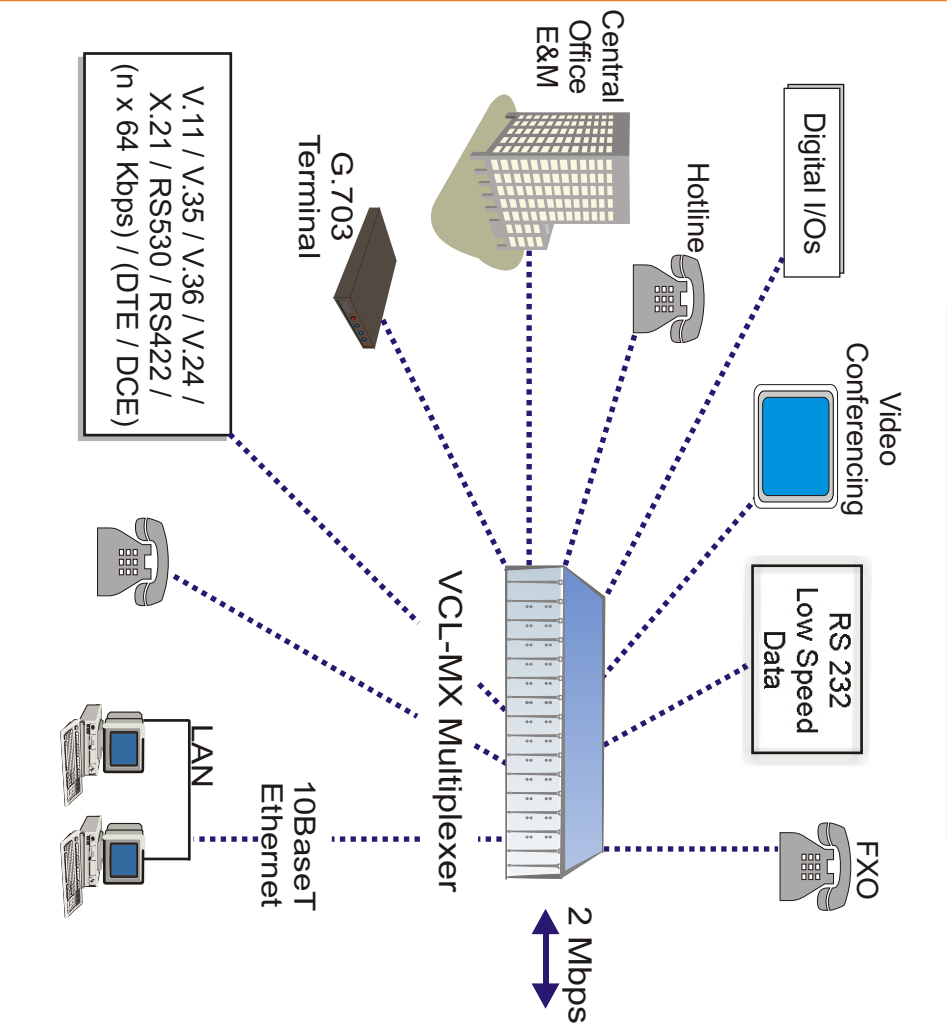 Digital I/Os
Video
Conferencing
RS 232
Low Speed
Data
FXO
Hotline
Central
Office
E&M
G.703
Terminal
V.11 / V.35 / V.36 / V.24 /
X.21 / RS530 / RS422 /
(n x 64 Kbps) / (DTE / DCE)
VCL-MX Multiplexer
2 Mbps
10BaseT
Ethernet
LAN